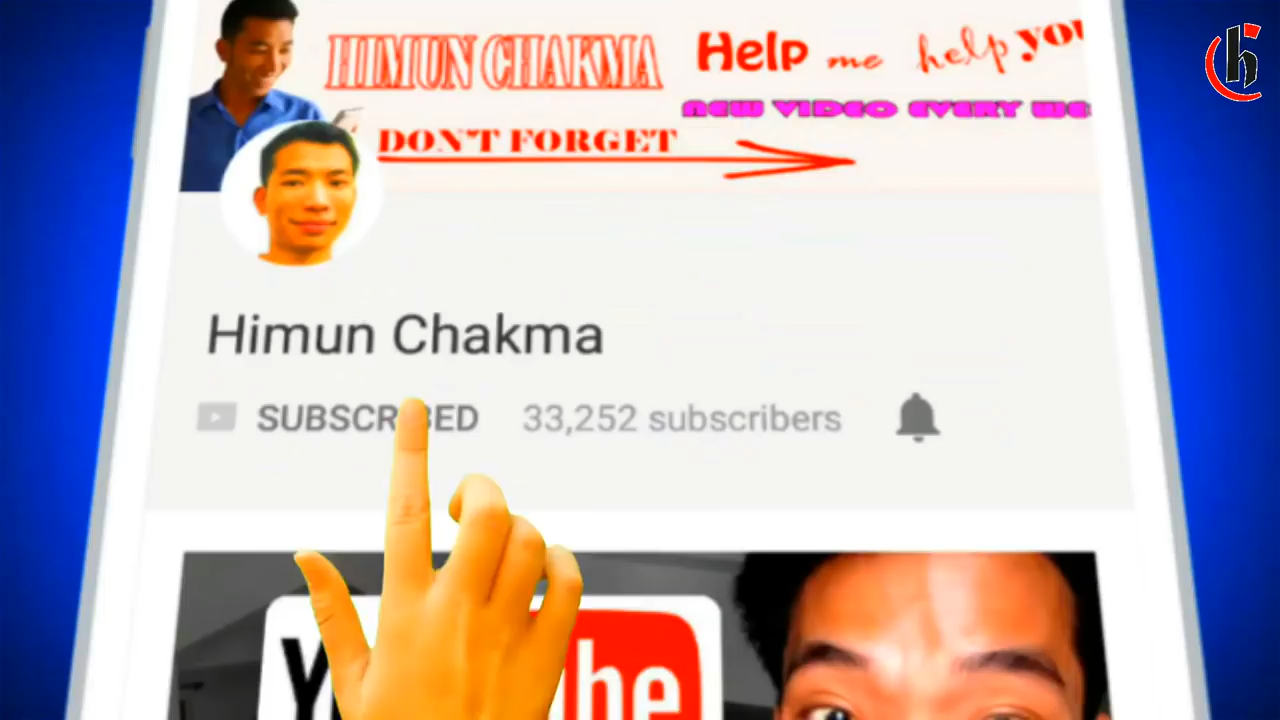 HIMUN CHAKMA
Help me help you
NEW VIDEO EVERY WE
DON'T FORGET
Himun Chakma
SUBSCRIBED 33,252 subscribers